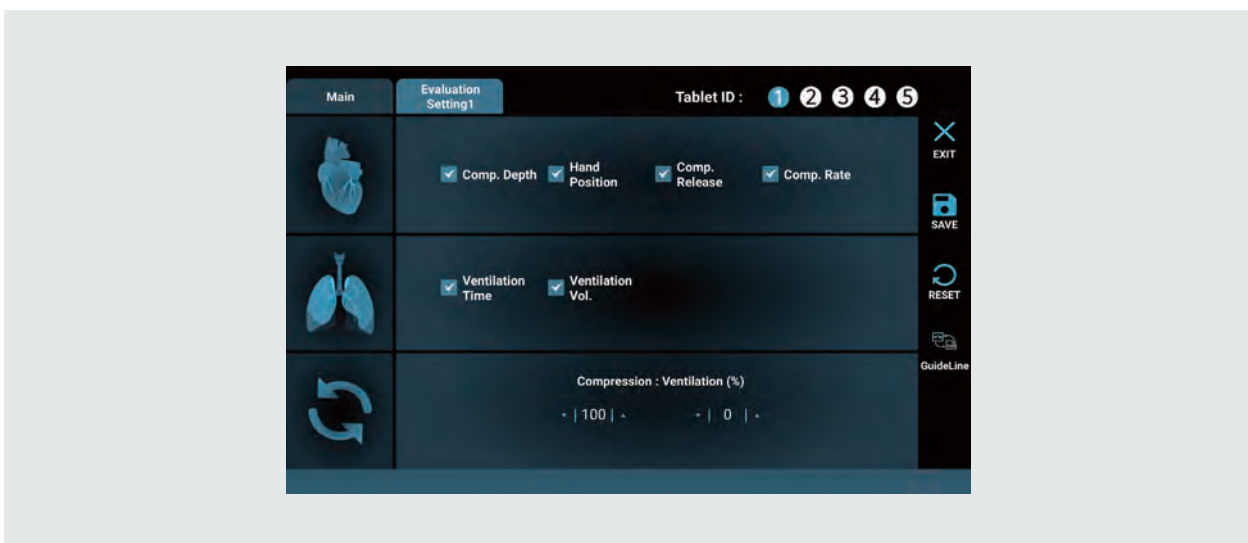 Main
Evaluation
Setting1
Tablet ID : 1 2 3 4 5
EXIT
Comp. Depth
Hand
Position
Comp.
Release
Comp. Rate
SAVE
Ventilation
Time
Ventilation
Vol.
RESET
GuideLine
Compression : Ventilation (%)
100
0